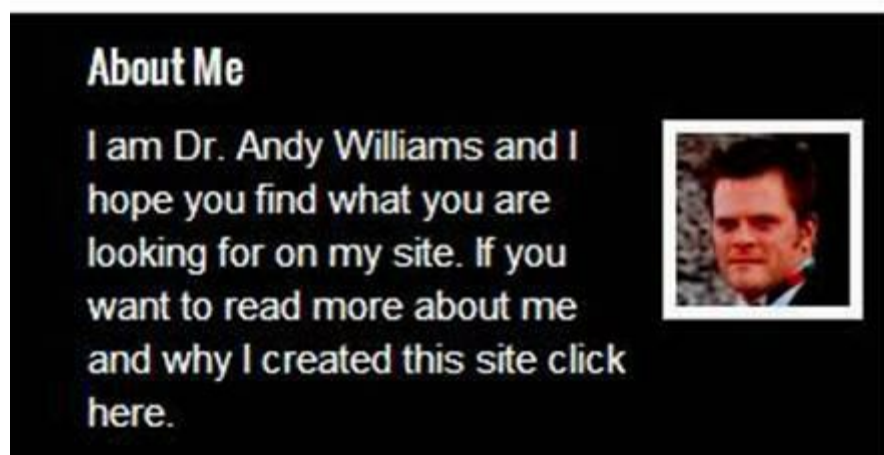 About Me
I am Dr. Andy Williams and I
hope you find what you are
looking for on my site. If you
want to read more about me
and why I created this site click
here.